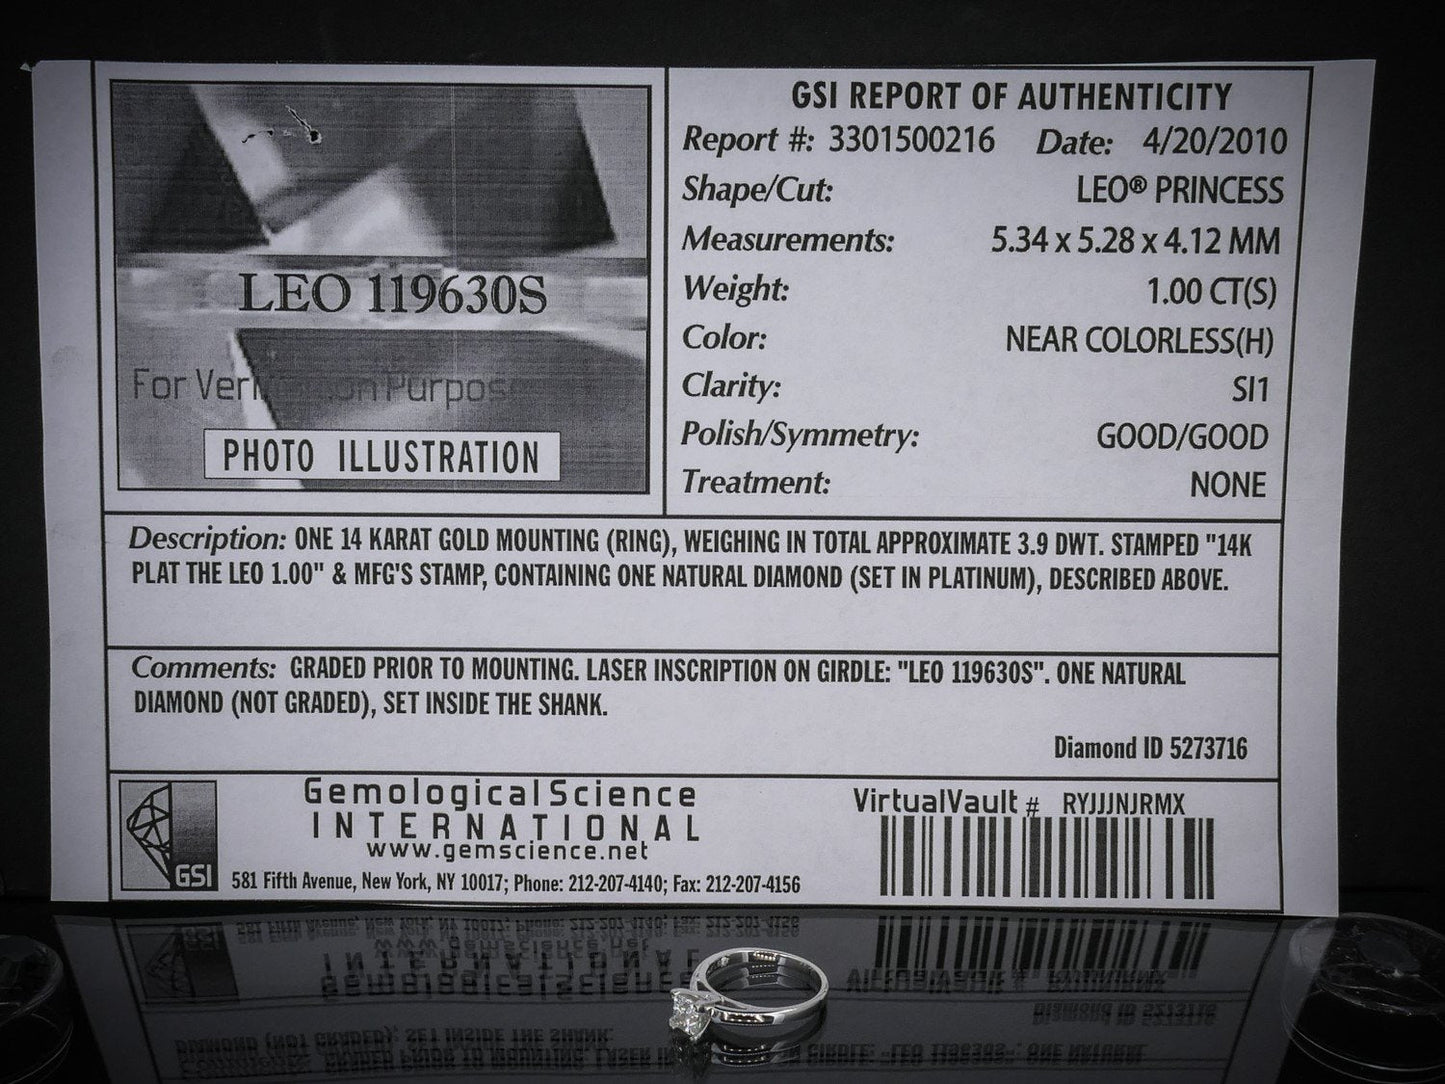 LEO 119630S
For Verification Purpose
PHOTO ILLUSTRATION
GSI REPORT OF AUTHENTICITY
Report #: 3301500216 Date: 4/20/2010
Shape/Cut: LEO® PRINCESS
Measurements: 5.34 x 5.28 x 4.12 MM
Weight: 1.00 CT(S)
Color: NEAR COLORLESS(H)
Clarity: SI1
Polish/Symmetry: GOOD/GOOD
Treatment: NONE
Description: ONE 14 KARAT GOLD MOUNTING (RING), WEIGHING IN TOTAL APPROXIMATE 3.9 DWT. STAMPED "14K
PLAT THE LEO 1.00" & MFG'S STAMP, CONTAINING ONE NATURAL DIAMOND (SET IN PLATINUM), DESCRIBED ABOVE.
Comments: GRADED PRIOR TO MOUNTING. LASER INSCRIPTION ON GIRDLE: "LEO 119630S". ONE NATURAL
DIAMOND (NOT GRADED), SET INSIDE THE SHANK.
Diamond ID 5273716
GSI
Gemological Science
INTERNATIONAL
www.gemscience.net
581 Fifth Avenue, New York, NY 10017; Phone: 212-207-4140; Fax: 212-207-4156
VirtualVault # RYJJJNJRMX